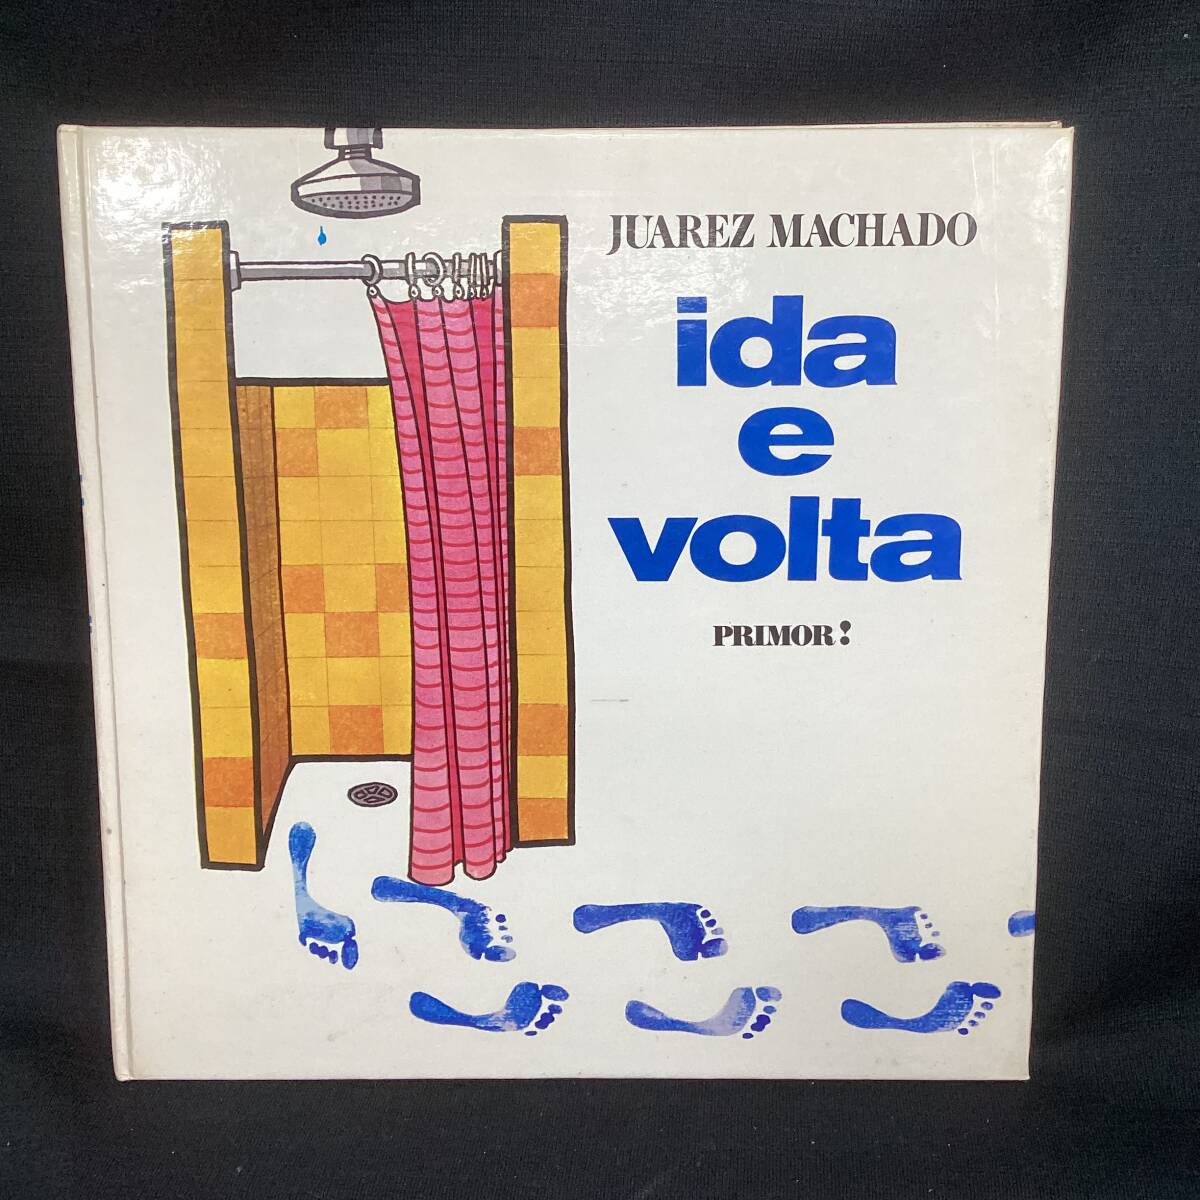 JUAREZ MACHADO
ida
e
volta
PRIMOR!